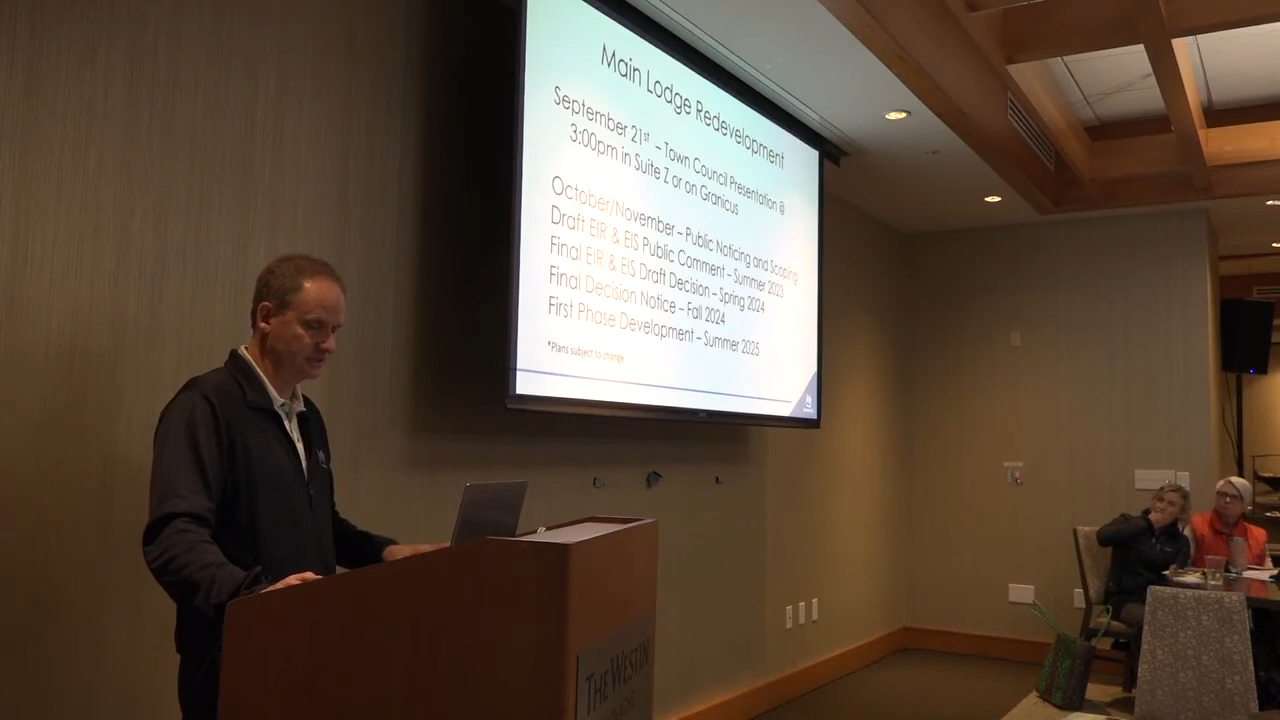 Main Lodge Redevelopment
September 21st – Town Council Presentation @
3:00pm in Suite Z or on Granicus
October/November – Public Noticing and Scoping
Draft EIR & EIS Public Comment – Summer 2023
Final EIR & EIS Draft Decision – Spring 2024
Final Decision Notice – Fall 2024
First Phase Development – Summer 2025
*Plans subject to change
THE WESTIN